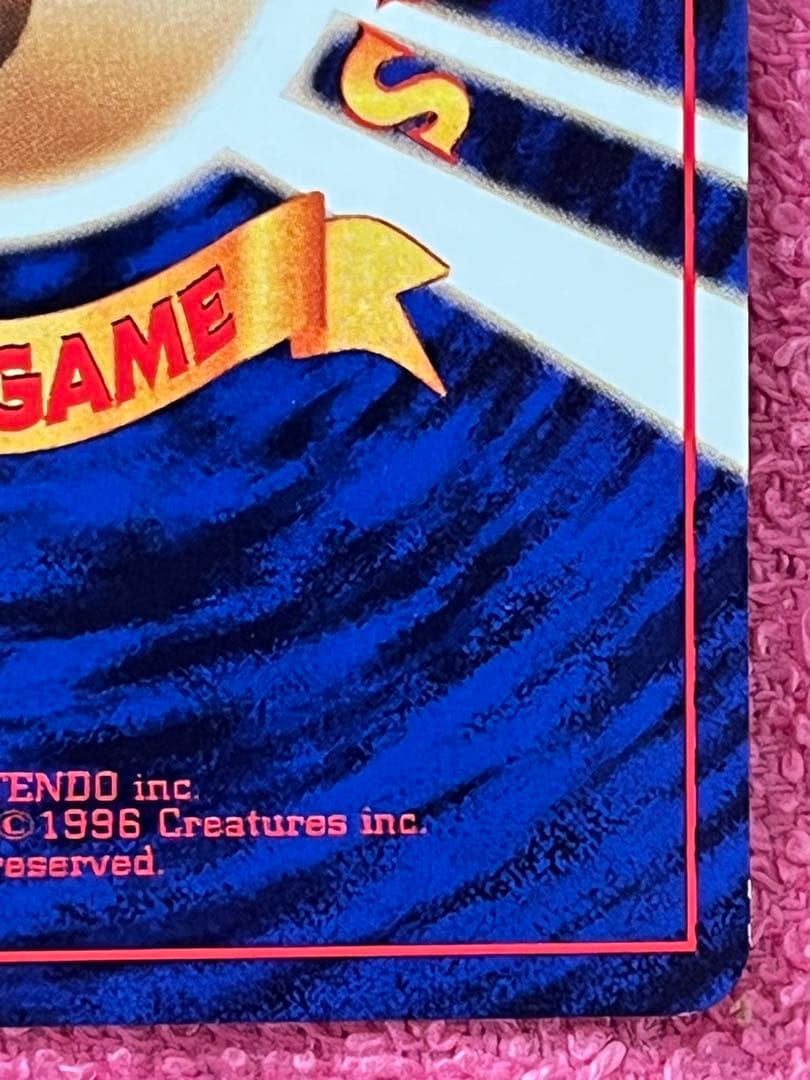 S
GAME
TENDO inc.
©1996 Creatures inc.
reserved.